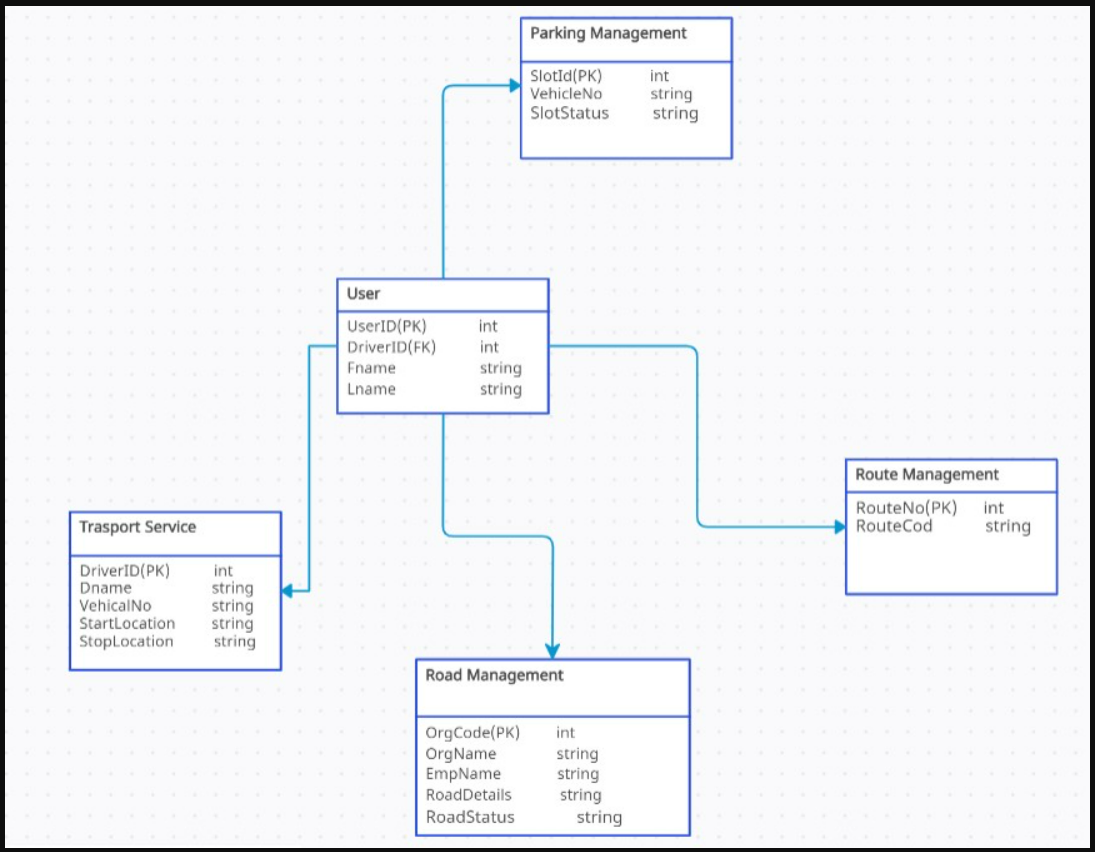 Parking Management
SlotId(PK) int
VehicleNo string
SlotStatus string
User
UserID(PK) int
DriverID(FK) int
Fname string
Lname string
Route Management
RouteNo(PK) int
RouteCod string
Trasport Service
DriverID(PK) int
Dname string
VehicalNo string
StartLocation string
StopLocation string
Road Management
OrgCode(PK) int
OrgName string
EmpName string
RoadDetails string
RoadStatus string